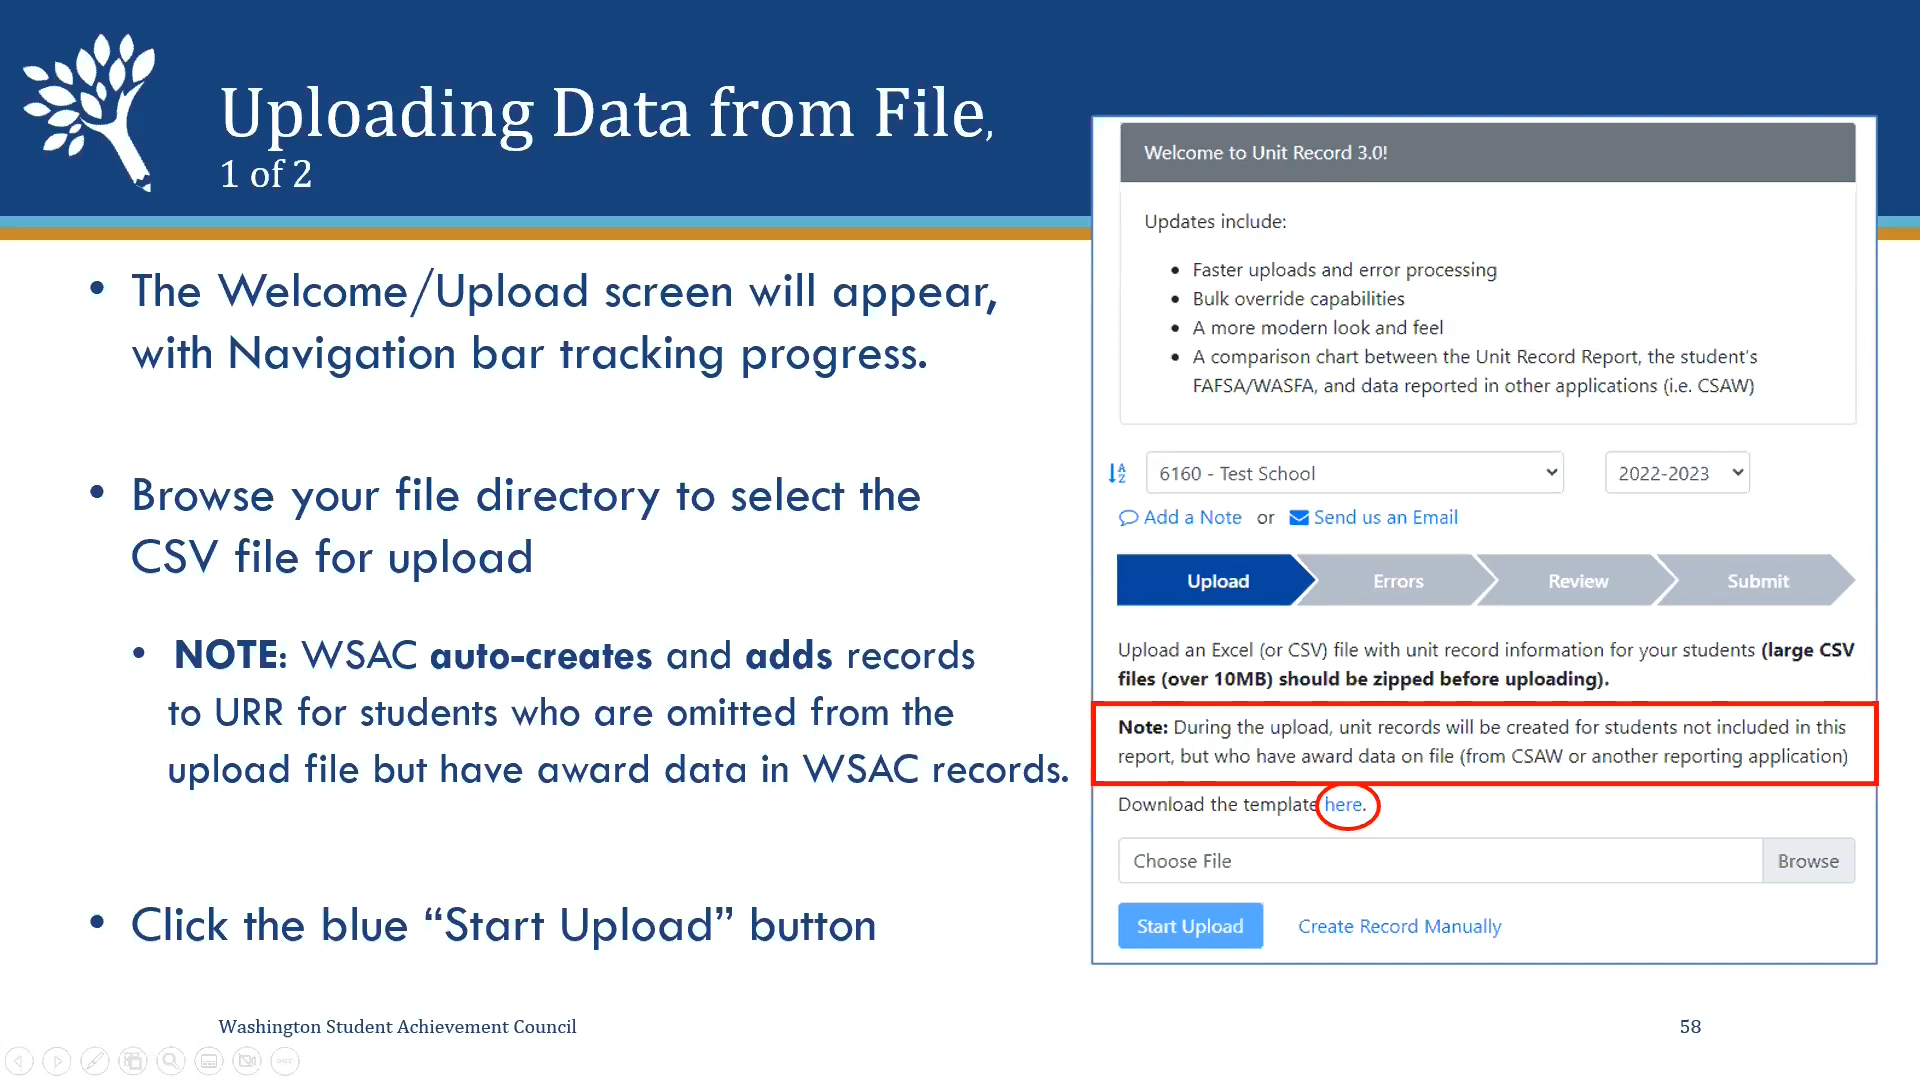 Uploading Data from File,
1 of 2
• The Welcome/Upload screen will appear,
with Navigation bar tracking progress.
• Browse your file directory to select the
CSV file for upload
• NOTE: WSAC auto-creates and adds records
to URR for students who are omitted from the
upload file but have award data in WSAC records.
• Click the blue “Start Upload” button
Welcome to Unit Record 3.0!
Updates include:
• Faster uploads and error processing
• Bulk override capabilities
• A more modern look and feel
• A comparison chart between the Unit Record Report, the student's
FAFSA/WASFA, and data reported in other applications (i.e. CSAW)
6160 - Test School 2022-2023
Add a Note or Send us an Email
Upload Errors Review Submit
Upload an Excel (or CSV) file with unit record information for your students (large CSV
files (over 10MB) should be zipped before uploading).
Note: During the upload, unit records will be created for students not included in this
report, but who have award data on file (from CSAW or another reporting application)
Download the template here.
Choose File Browse
Start Upload Create Record Manually
Washington Student Achievement Council 58